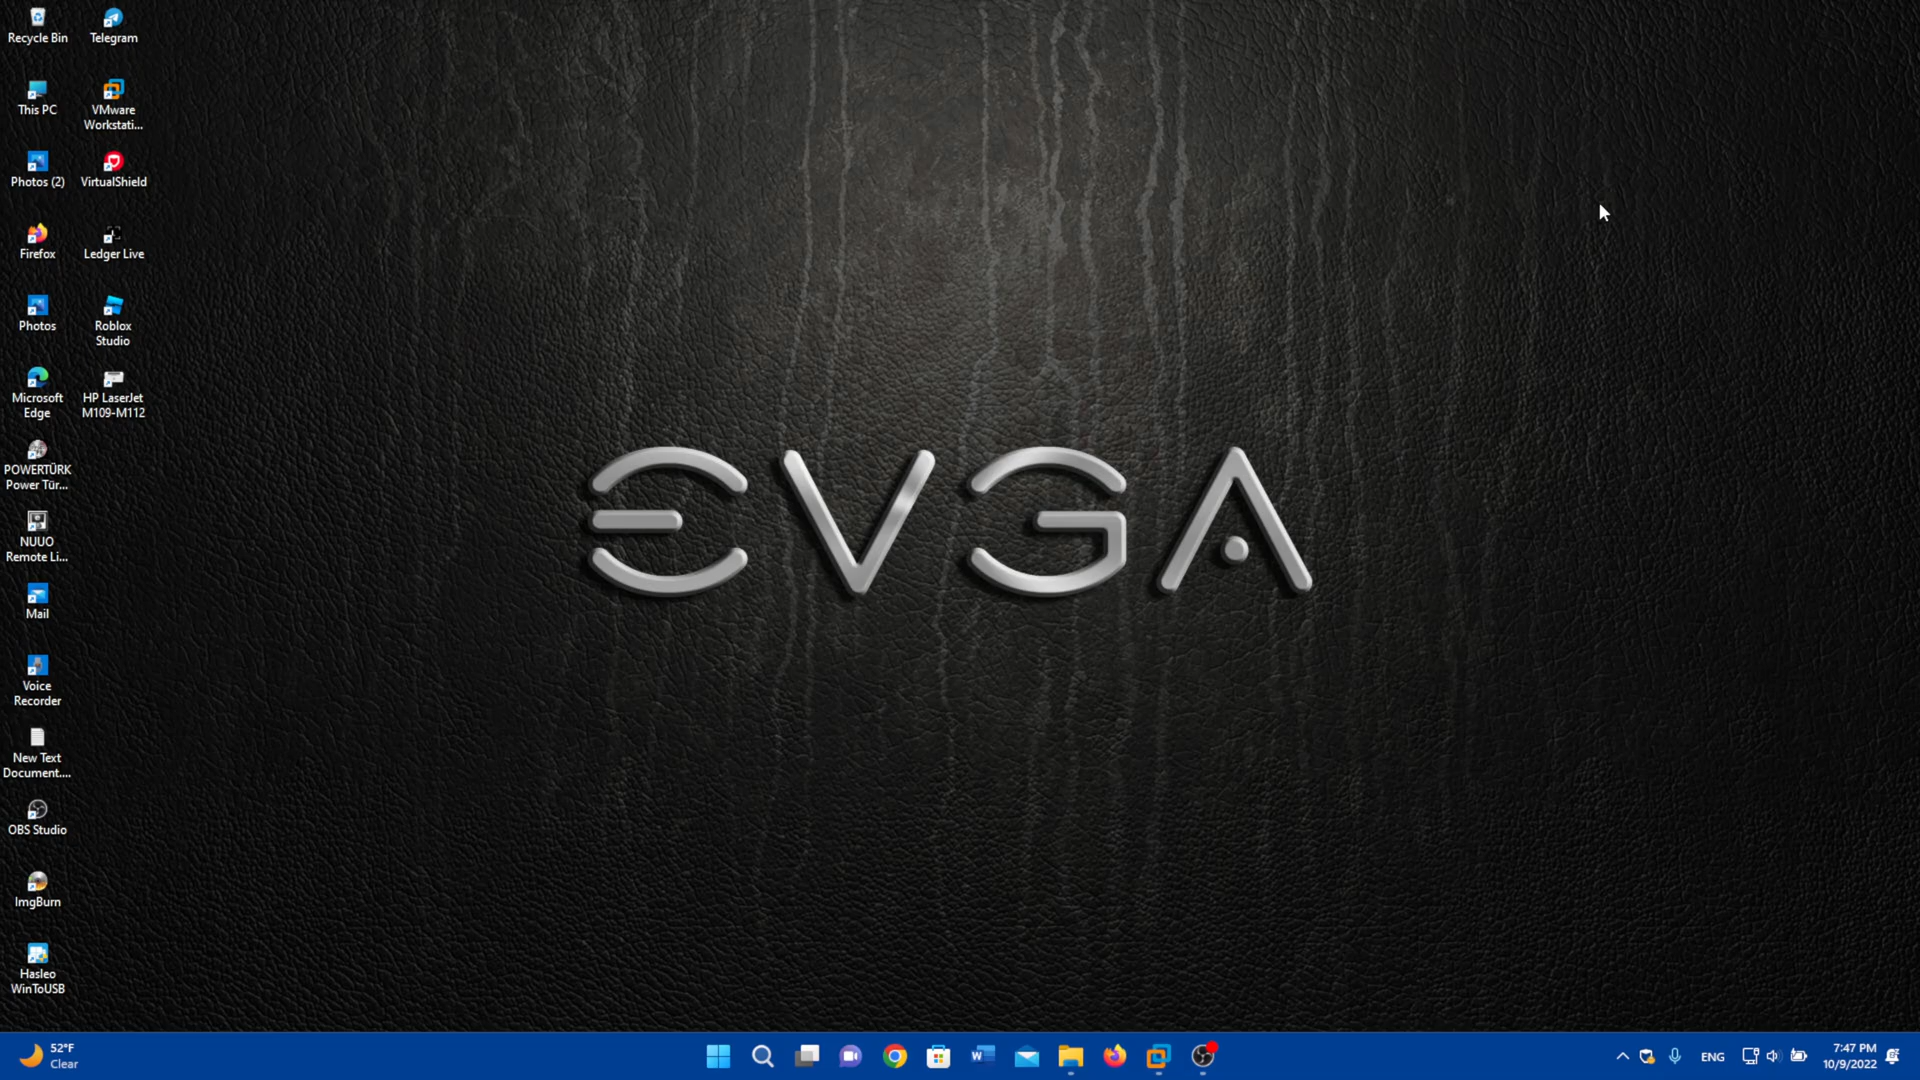 Recycle Bin
Telegram
This PC
VMware
Workstati...
Photos (2)
VirtualShield
Firefox
Ledger Live
Photos
Roblox
Studio
Microsoft
Edge
HP LaserJet
M109-M112
POWERTÜRK
Power Tür...
NUUO
Remote Li...
Mail
Voice
Recorder
New Text
Document....
OBS Studio
ImgBurn
Hasleo
WinToUSB
EVGA
52°F
Clear
ENG
7:47 PM
10/9/2022